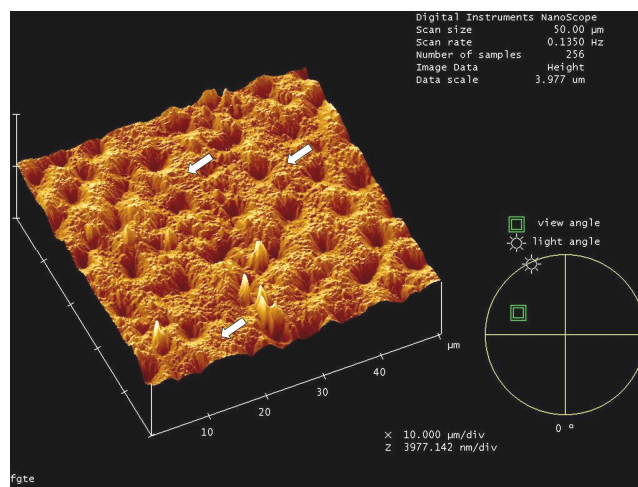 Digital Instruments NanoScope
Scan size 50.00 µm
Scan rate 0.1350 Hz
Number of samples 256
Image Data Height
Data scale 3.977 um
view angle
light angle
µm
40
30
20
10
0 °
X 10.000 µm/div
Z 3977.142 nm/div
fgte